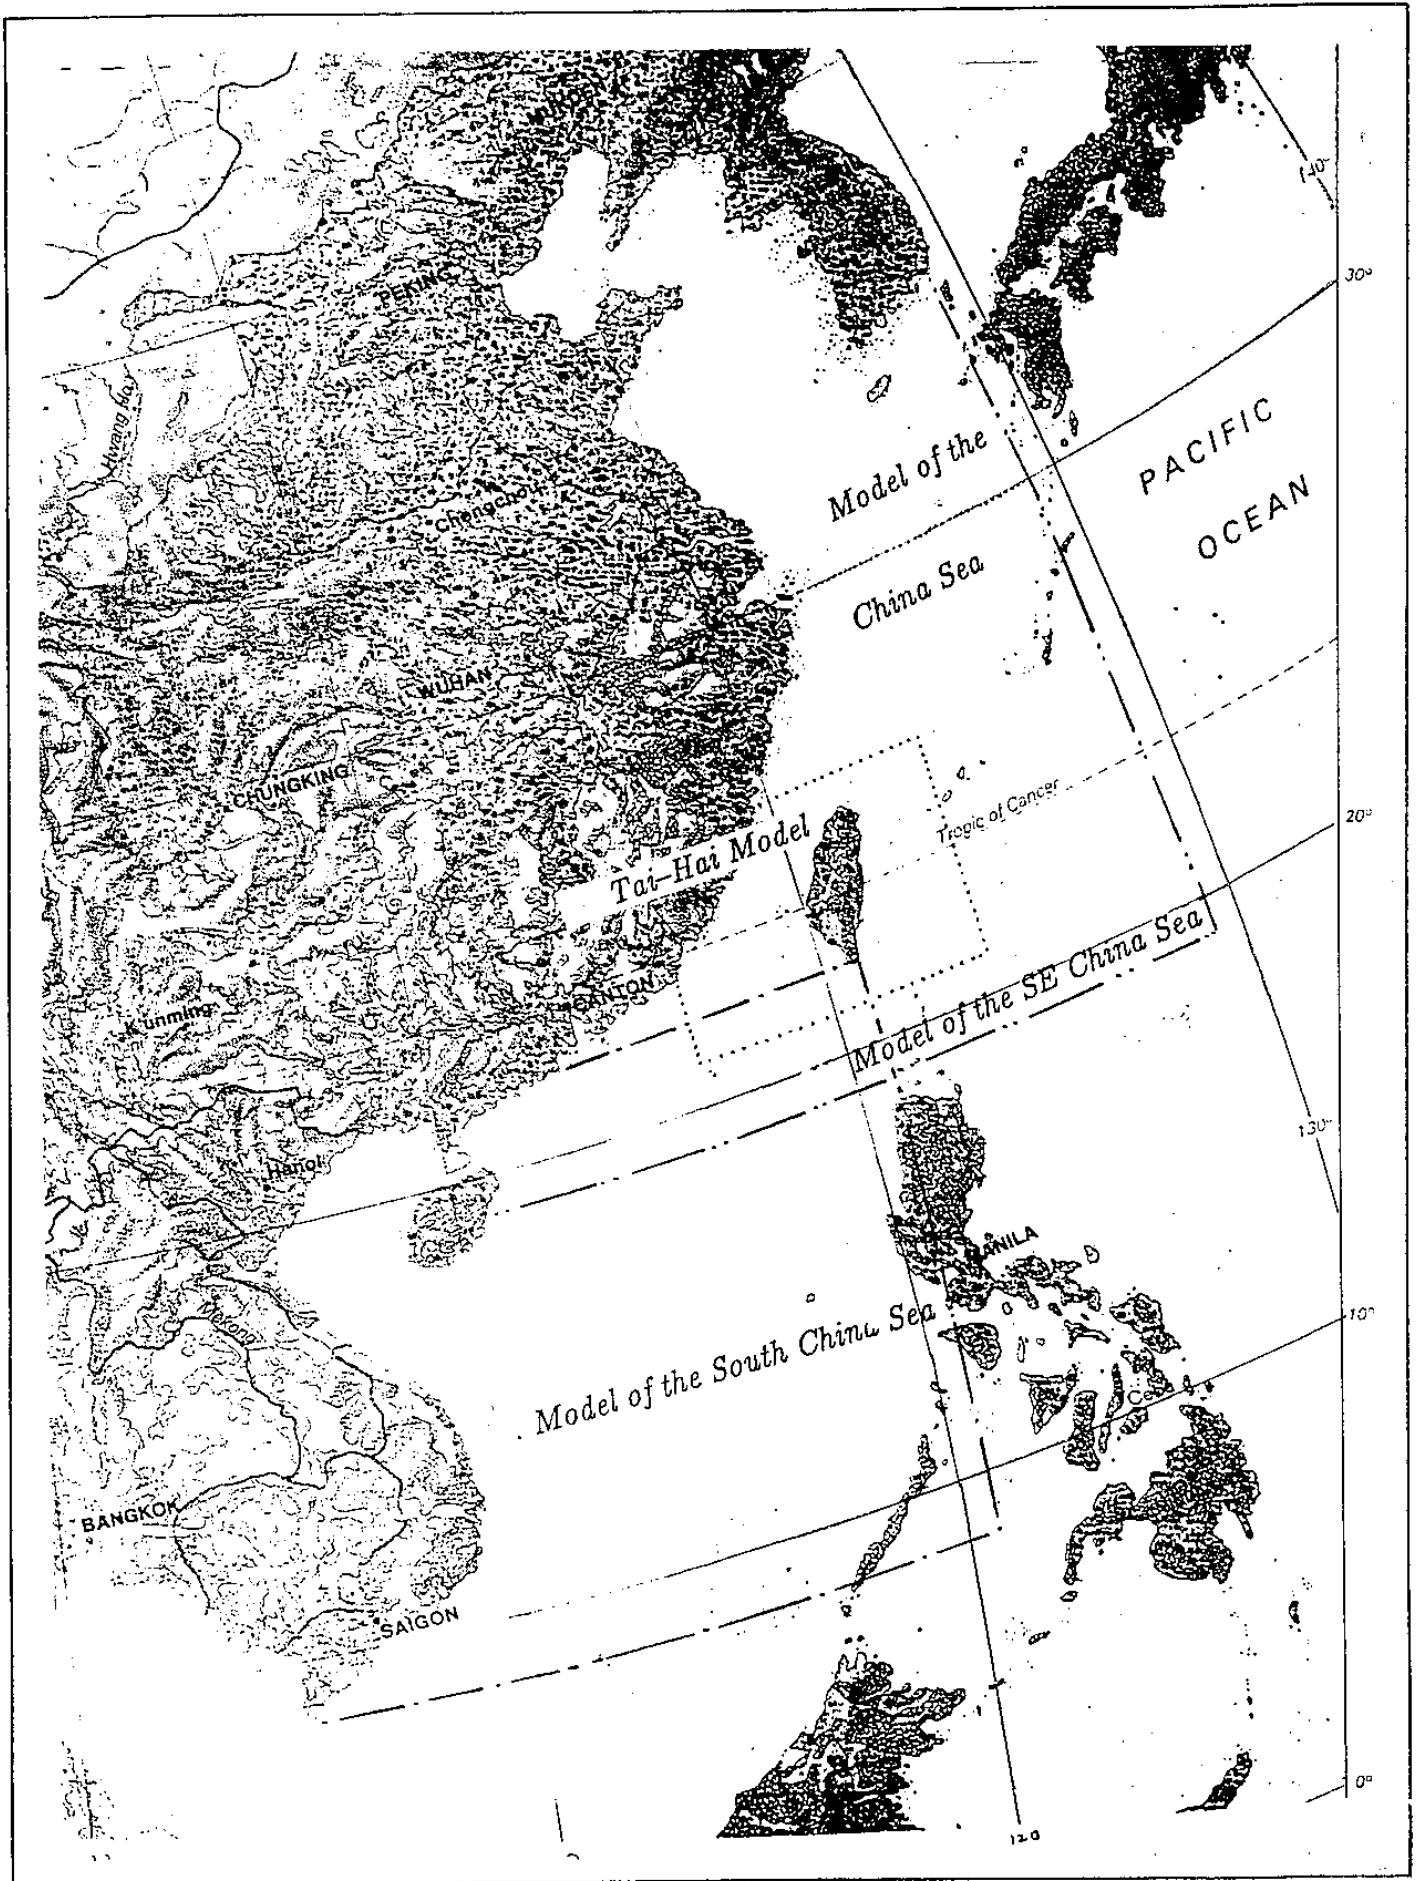 140°
PEKING
30°
Hwang Ho
PACIFIC
OCEAN
Model of the
Chengchou
China Sea
WUHAN
CHUNGKING
Tropic of Cancer
20°
Tai-Hai Model
Model of the SE China Sea
CANTON
K'unming
130°
Hanoi
MANILA
Mekong
10°
Model of the South China Sea
BANGKOK
SAIGON
0°
120